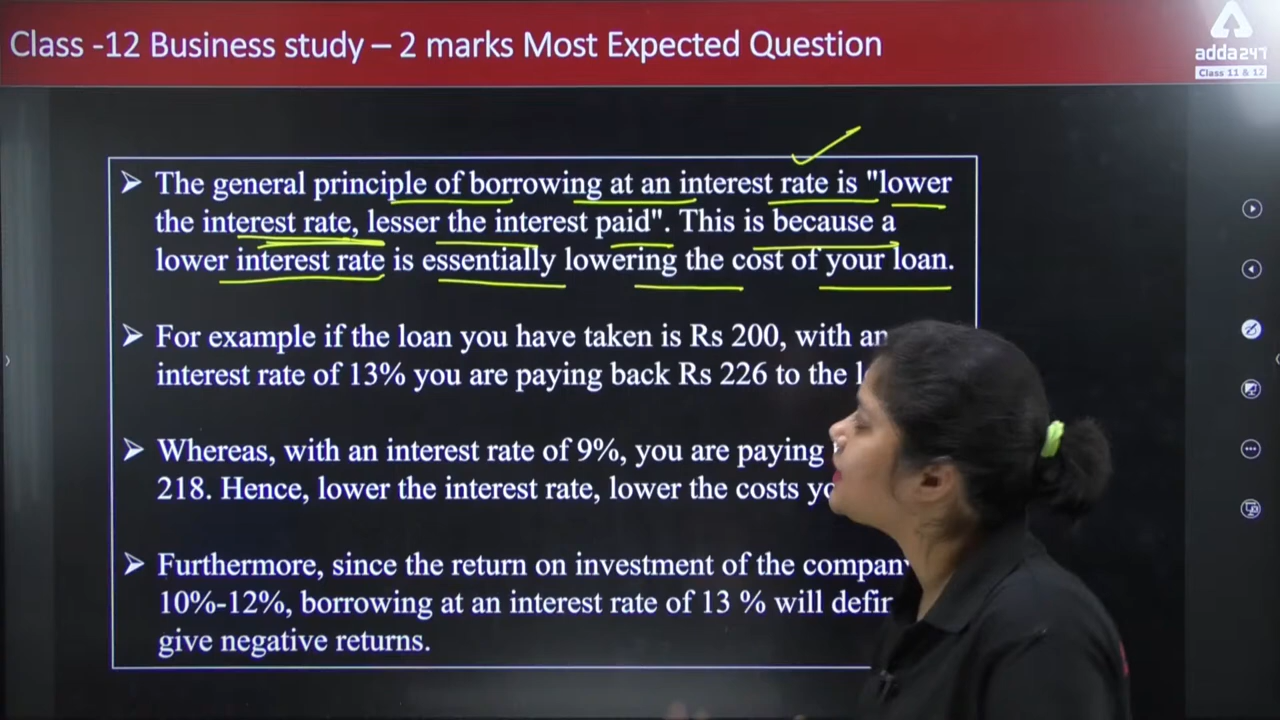 Class -12 Business study – 2 marks Most Expected Question
adda247
Class 11 & 12
➢ The general principle of borrowing at an interest rate is "lower
the interest rate, lesser the interest paid". This is because a
lower interest rate is essentially lowering the cost of your loan.
➢ For example if the loan you have taken is Rs 200, with an
interest rate of 13% you are paying back Rs 226 to the
➢ Whereas, with an interest rate of 9%, you are paying
218. Hence, lower the interest rate, lower the costs
➢ Furthermore, since the return on investment of the
10%-12%, borrowing at an interest rate of 13 % will
give negative returns.